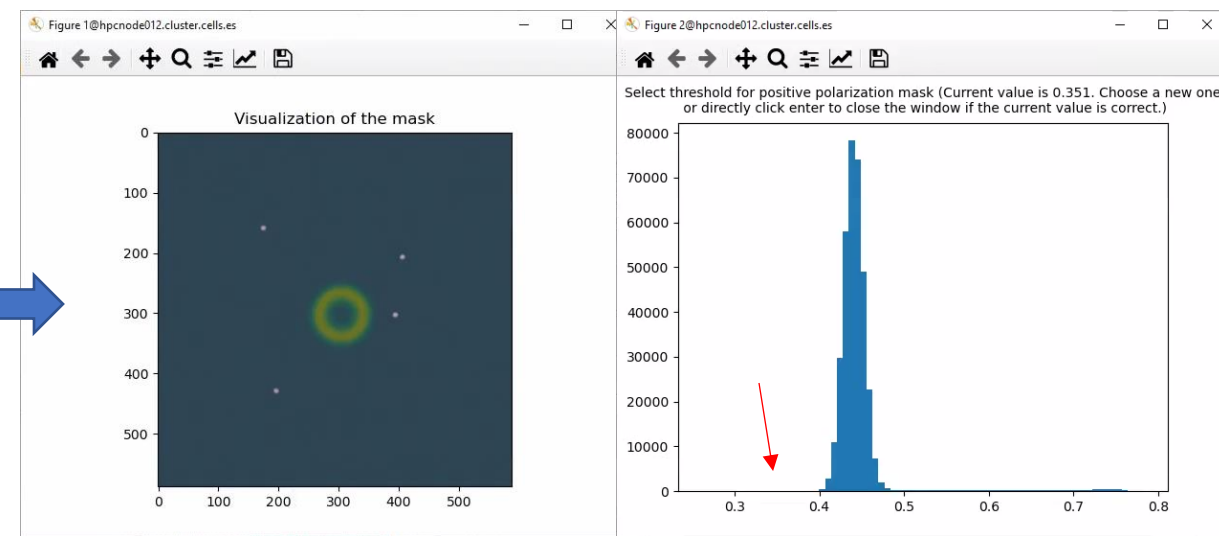 Figure 1@hpcnode012.cluster.cells.es
Visualization of the mask
0
100
200
300
400
500
0 100 200 300 400 500
Figure 2@hpcnode012.cluster.cells.es
Select threshold for positive polarization mask (Current value is 0.351. Choose a new one
or directly click enter to close the window if the current value is correct.)
80000
70000
60000
50000
40000
30000
20000
10000
0
0.3 0.4 0.5 0.6 0.7 0.8